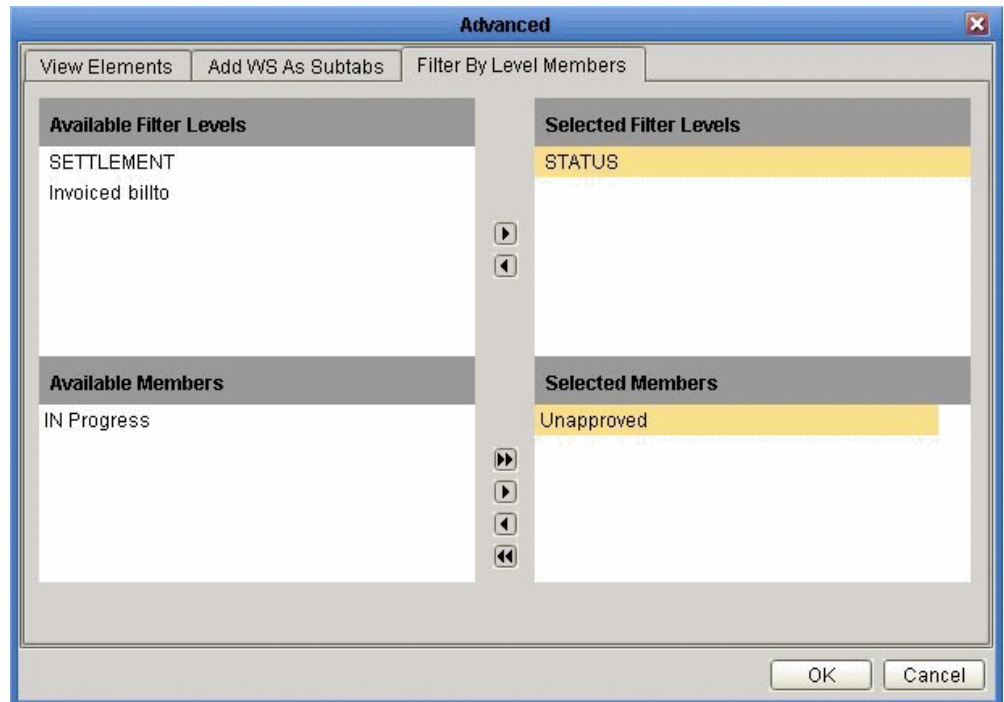 Advanced
View Elements
Add WS As Subtabs
Filter By Level Members
Available Filter Levels
SETTLEMENT
Invoiced billto
Selected Filter Levels
STATUS
Available Members
IN Progress
Selected Members
Unapproved
OK
Cancel